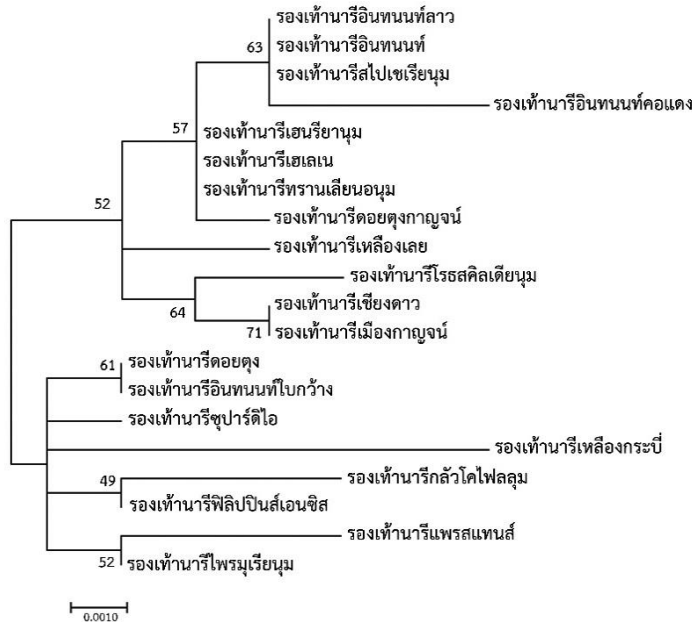 รองเท้านารีอินทนนท์ลาว
63
รองเท้านารีอินทนนท์
รองเท้านารีสไปเชเรียนุม
รองเท้านารีอินทนนท์คอแดง
57
รองเท้านารีเฮนรียานุม
รองเท้านารีเฮเลเน
รองเท้านารีทรานเลียนอนุม
52
รองเท้านารีดอยตุงกาญจน์
รองเท้านารีเหลืองเลย
รองเท้านารีโรธสคิลเดียนุม
64
รองเท้านารีเชียงดาว
71
รองเท้านารีเมืองกาญจน์
61
รองเท้านารีดอยตุง
รองเท้านารีอินทนนท์ใบกว้าง
รองเท้านารีซุปาร์ดิไอ
รองเท้านารีเหลืองกระบี่
49
รองเท้านารีกลัวโคไฟลลุม
รองเท้านารีฟิลิปปินส์เอนซิส
รองเท้านารีแพรสแทนส์
52
รองเท้านารีไพรมุเรียนุม
0.0010